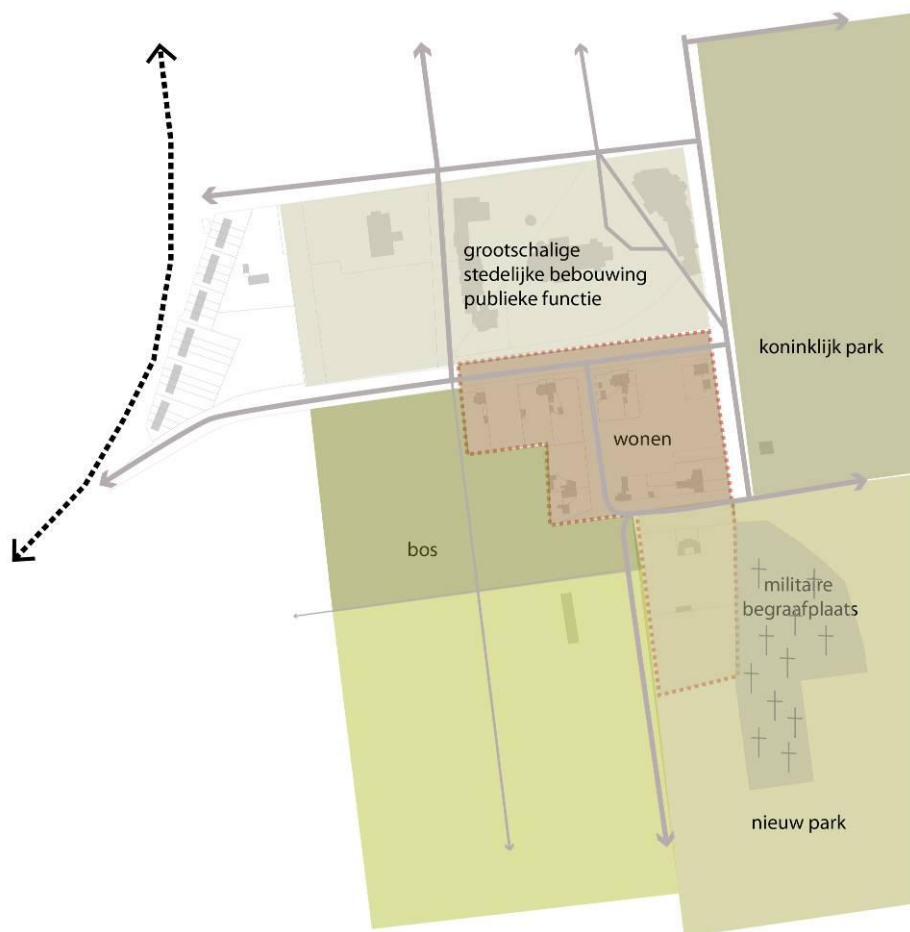 grootschalige
stedelijke bebouwing
publieke functie
koninklijk park
wonen
bos
militaire
begraafplaats
nieuw park